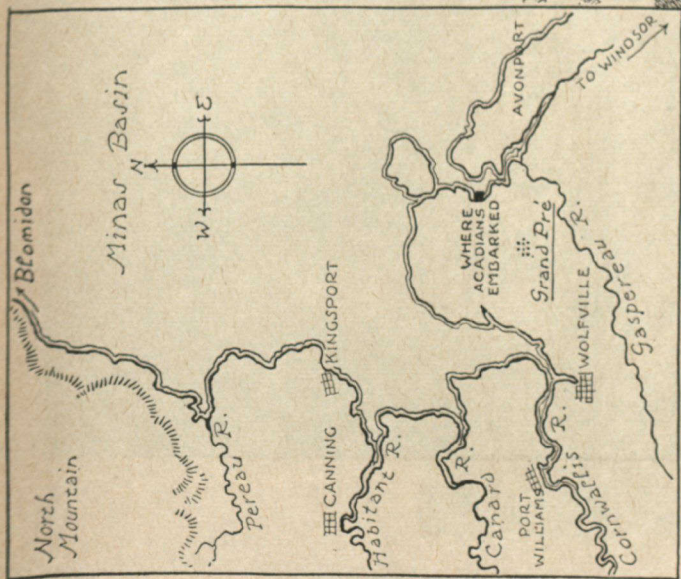 Blomidon
Minas Basin
N
W
E
North
Mountain
Pereau R.
KINGSPORT
CANNING
Habitant R.
Canard R.
PORT
WILLIAMS
Cornwallis R.
WOLFVILLE
WHERE
ACADIANS
EMBARKED
Grand Pré
Gaspereau R.
AVONPORT
TO WINDSOR